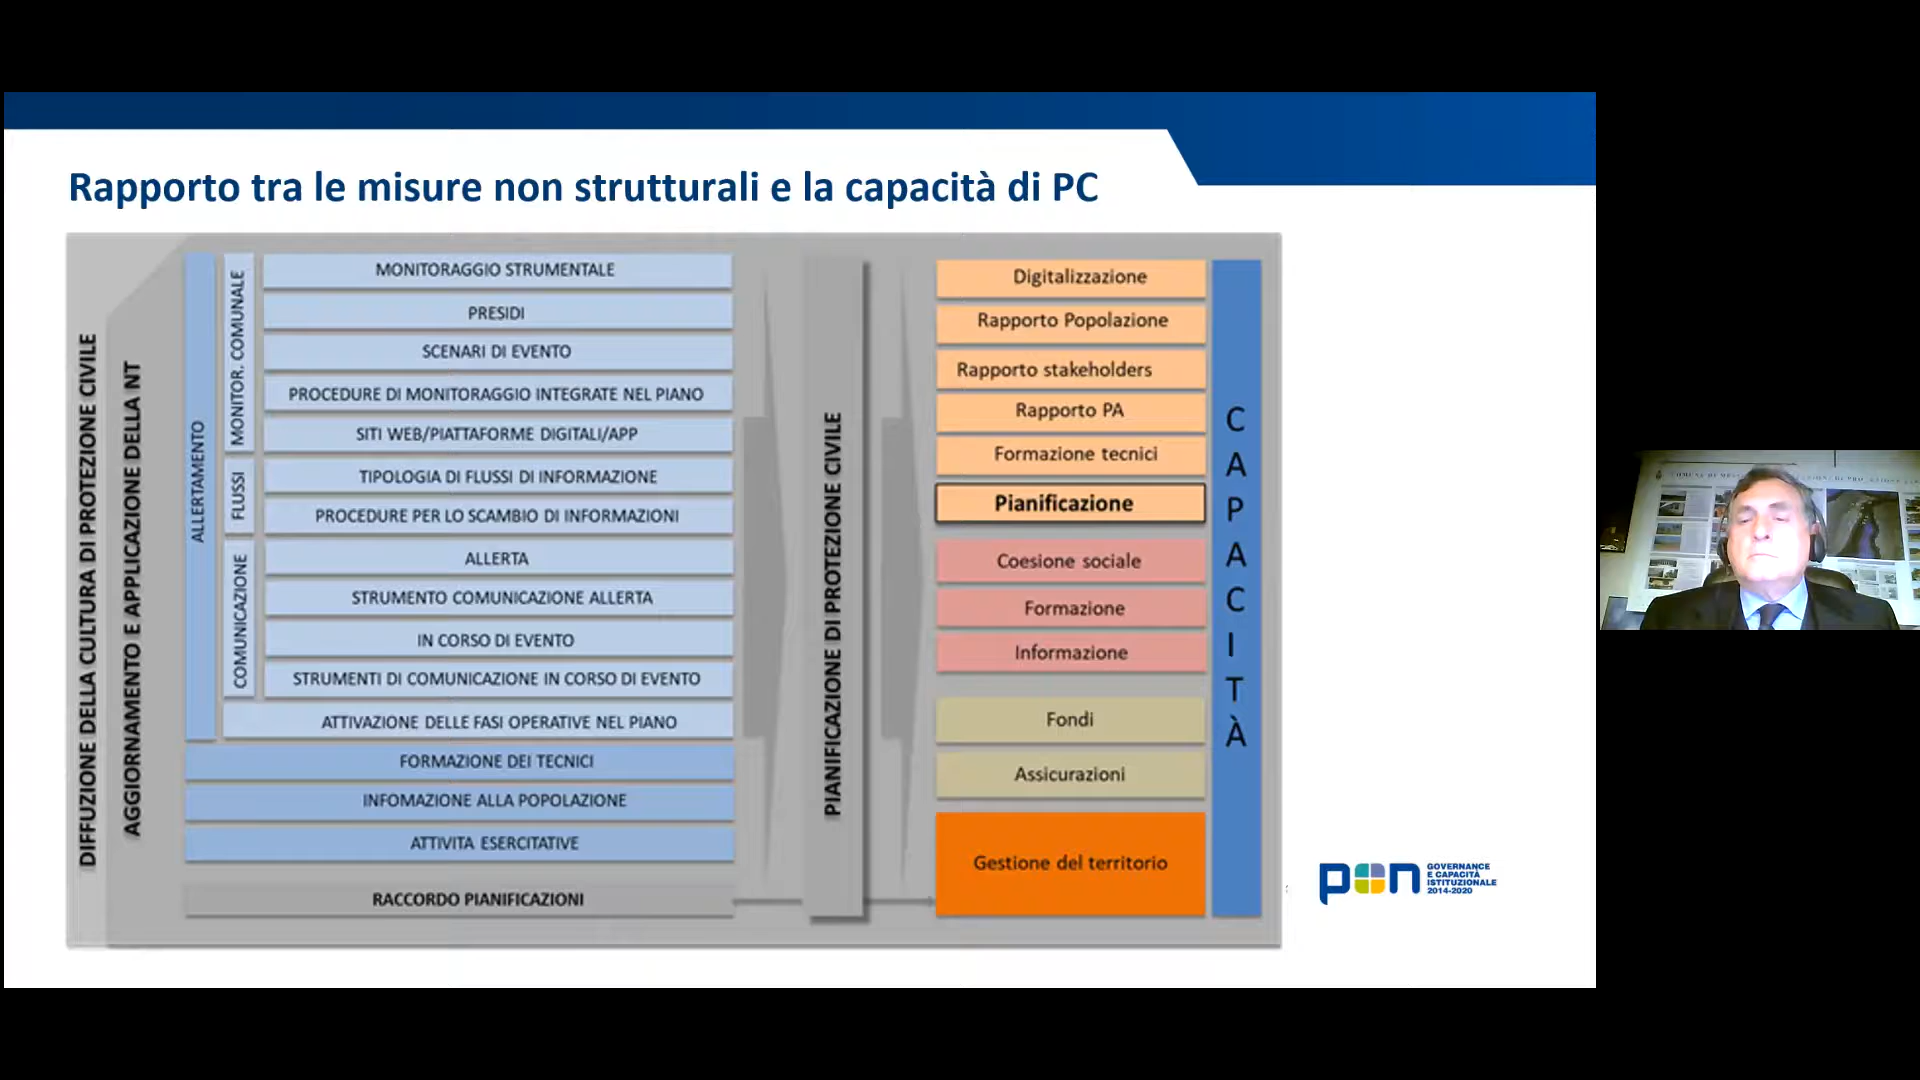 Rapporto tra le misure non strutturali e la capacità di PC
DIFFUZIONE DELLA CULTURA DI PROTEZIONE CIVILE
AGGIORNAMENTO E APPLICAZIONE DELLA NT
ALLERTAMENTO
MONITOR. COMUNALE
MONITORAGGIO STRUMENTALE
PRESIDI
SCENARI DI EVENTO
PROCEDURE DI MONITORAGGIO INTEGRATE NEL PIANO
SITI WEB/PIATTAFORME DIGITALI/APP
FLUSSI
TIPOLOGIA DI FLUSSI DI INFORMAZIONE
PROCEDURE PER LO SCAMBIO DI INFORMAZIONI
COMUNICAZIONE
ALLERTA
STRUMENTO COMUNICAZIONE ALLERTA
IN CORSO DI EVENTO
STRUMENTI DI COMUNICAZIONE IN CORSO DI EVENTO
ATTIVAZIONE DELLE FASI OPERATIVE NEL PIANO
FORMAZIONE DEI TECNICI
INFOMAZIONE ALLA POPOLAZIONE
ATTIVITA ESERCITATIVE
RACCORDO PIANIFICAZIONI
PIANIFICAZIONE DI PROTEZIONE CIVILE
Digitalizzazione
Rapporto Popolazione
Rapporto stakeholders
Rapporto PA
Formazione tecnici
Pianificazione
Coesione sociale
Formazione
Informazione
Fondi
Assicurazioni
Gestione del territorio
CAPACITÀ
pon
GOVERNANCE
E CAPACITÀ
ISTITUZIONALE
2014-2020